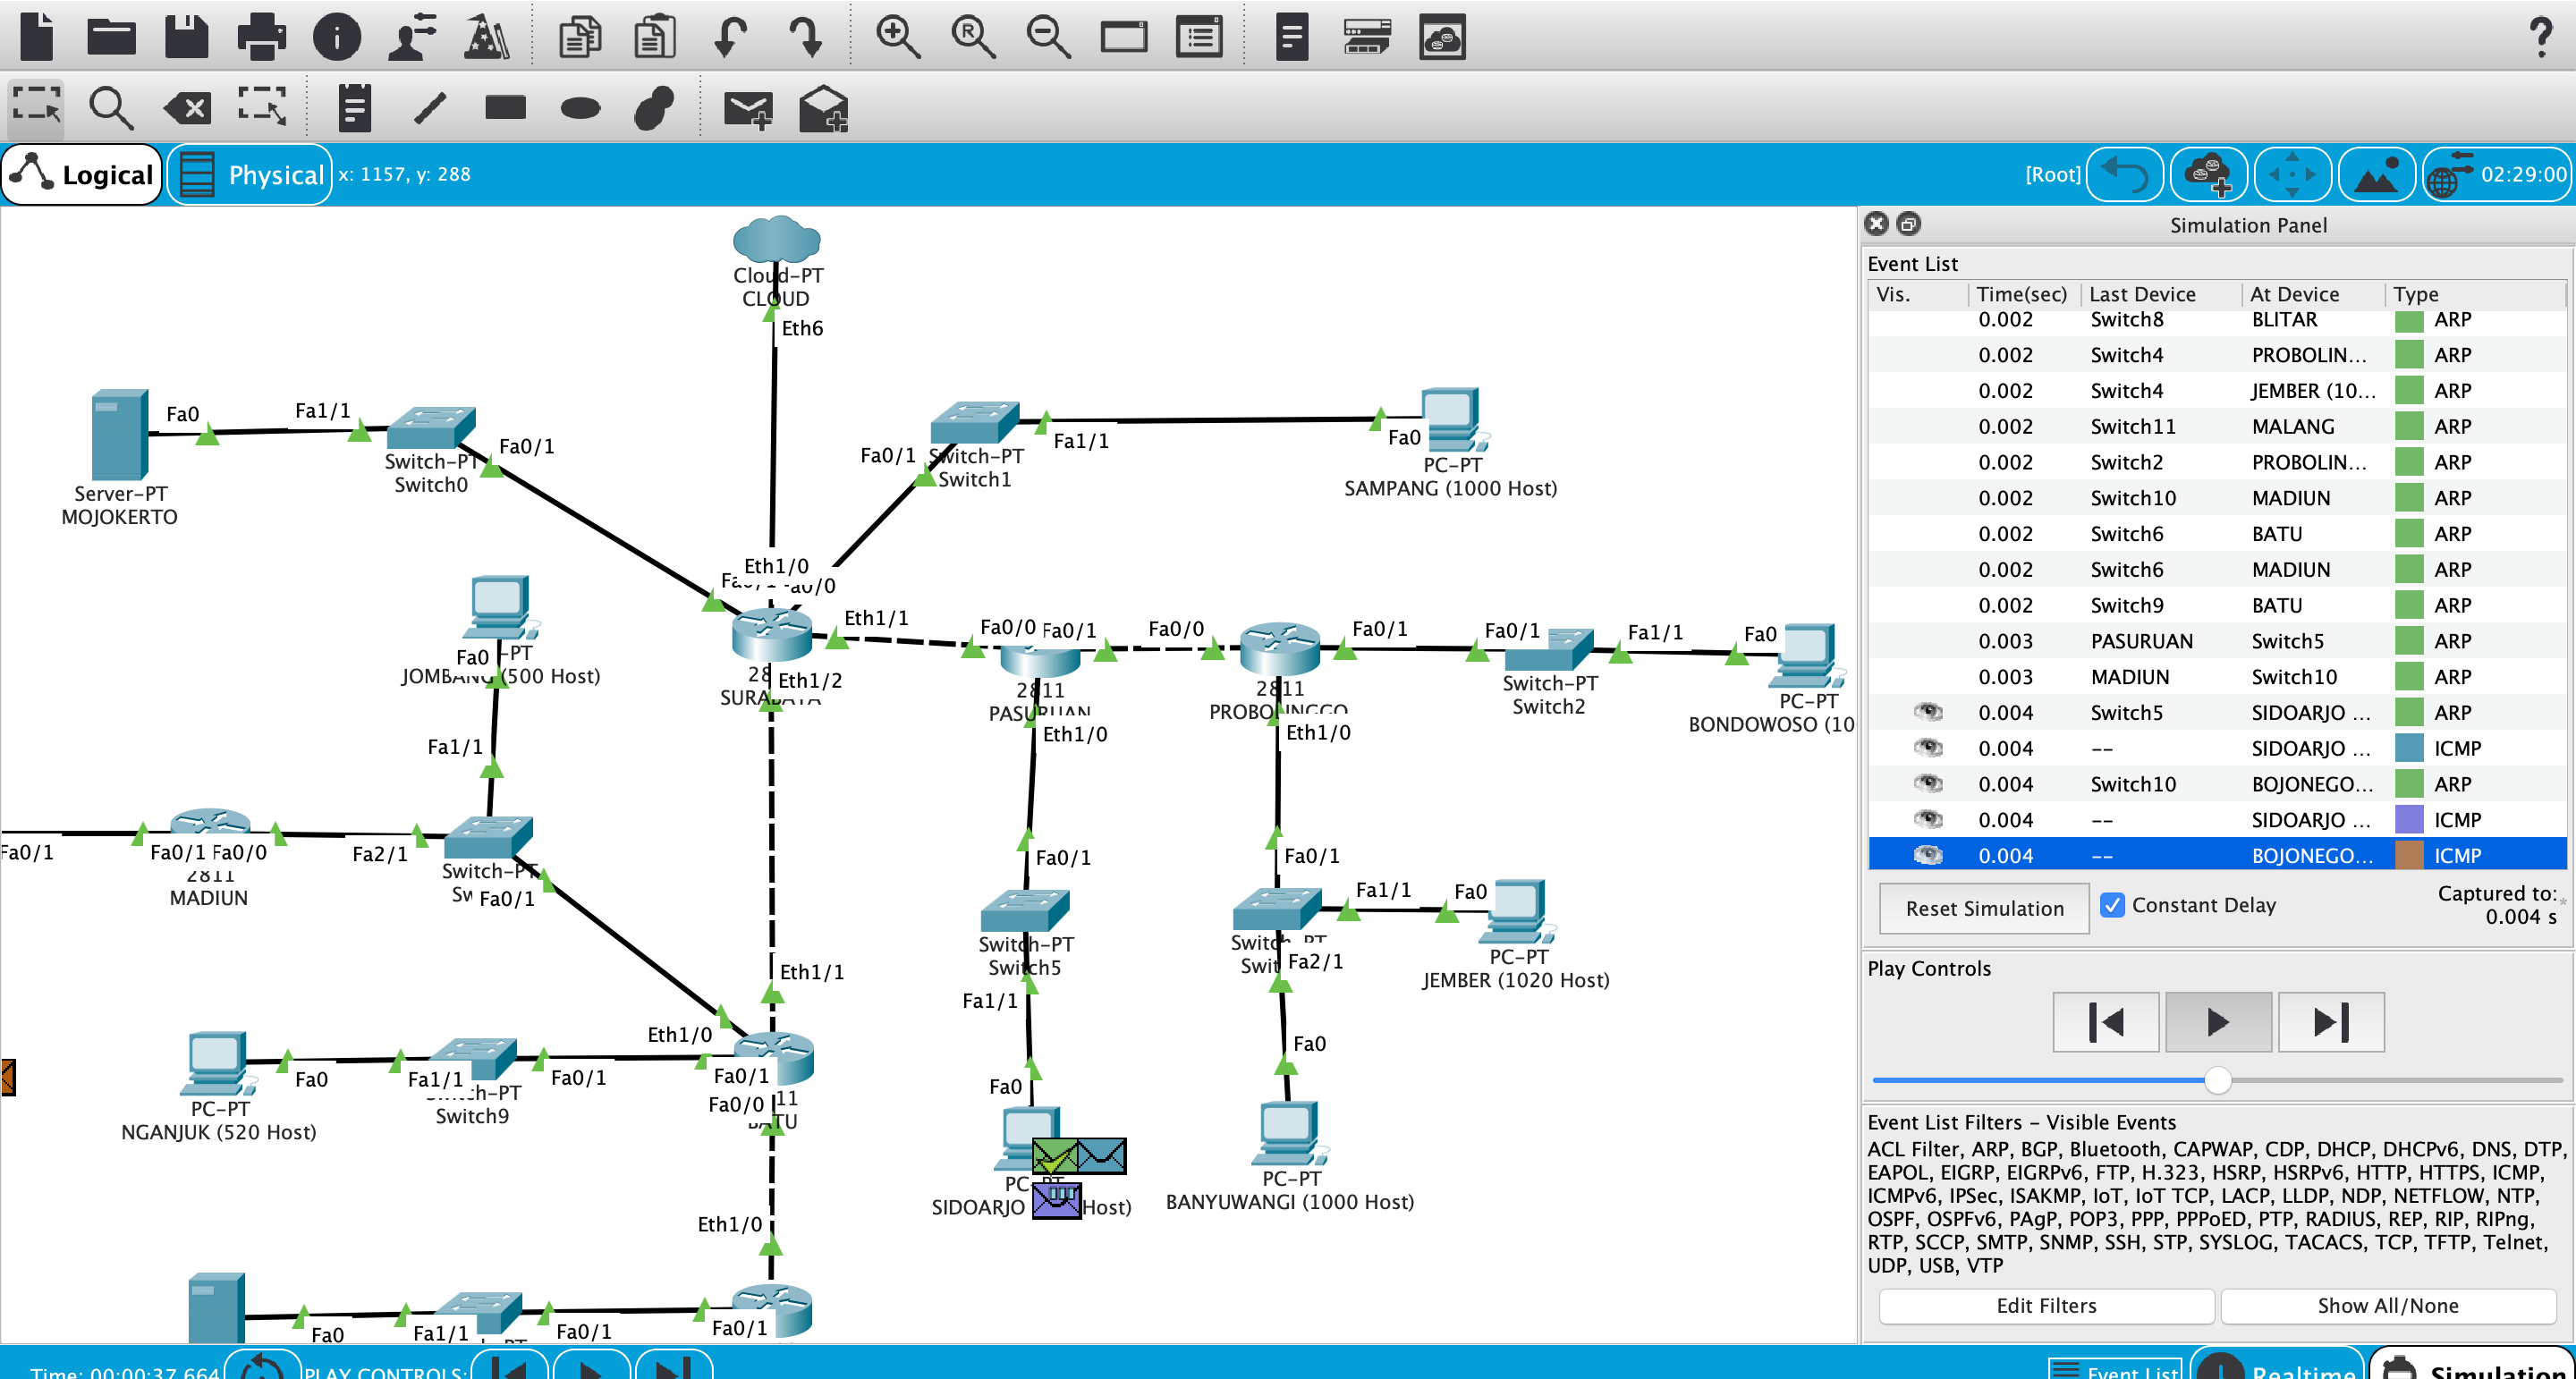 Logical
Physical
x: 1157, y: 288
[Root]
02:29:00
Cloud-PT
CLOUD
Eth6
Fa0
Fa1/1
Fa0/1
Switch-PT
Switch0
Server-PT
MOJOKERTO
Fa0/1
Switch-PT
Switch1
Fa1/1
Fa0
PC-PT
SAMPANG (1000 Host)
Eth1/0
Fa0
-PT
JOMBANG (500 Host)
Eth1/1
Eth1/2
Fa0/0
Fa0/1
2811
PASURUAN
Eth1/0
Fa0/0
Fa0/1
2811
PROBOLINGGO
Eth1/0
Fa0/1
Switch-PT
Switch2
Fa1/1
Fa0
PC-PT
BONDOWOSO (10
Fa1/1
Fa0/1
Fa0/1
Fa0/0
2811
MADIUN
Fa2/1
Switch-PT
Fa0/1
Fa0/1
Switch-PT
Switch5
Fa1/1
Fa0
SIDOARJO
Host)
Fa0/1
Fa1/1
Fa0
PC-PT
JEMBER (1020 Host)
Fa2/1
Fa0
PC-PT
BANYUWANGI (1000 Host)
Eth1/1
Eth1/0
Fa0/1
Fa0/0
11
BATU
Fa0
PC-PT
NGANJUK (520 Host)
Fa1/1
Switch9
Fa0/1
Eth1/0
Fa0
Fa1/1
Fa0/1
Fa0/1
Simulation Panel
Event List
Vis. Time(sec) Last Device At Device Type
0.002 Switch8 BLITAR ARP
0.002 Switch4 PROBOLIN... ARP
0.002 Switch4 JEMBER (10... ARP
0.002 Switch11 MALANG ARP
0.002 Switch2 PROBOLIN... ARP
0.002 Switch10 MADIUN ARP
0.002 Switch6 BATU ARP
0.002 Switch6 MADIUN ARP
0.002 Switch9 BATU ARP
0.003 PASURUAN Switch5 ARP
0.003 MADIUN Switch10 ARP
0.004 Switch5 SIDOARJO ... ARP
0.004 -- SIDOARJO ... ICMP
0.004 Switch10 BOJONEGO... ARP
0.004 -- SIDOARJO ... ICMP
0.004 -- BOJONEGO... ICMP
Reset Simulation
Constant Delay
Captured to:
0.004 s
Play Controls
Event List Filters - Visible Events
ACL Filter, ARP, BGP, Bluetooth, CAPWAP, CDP, DHCP, DHCPv6, DNS, DTP,
EAPOL, EIGRP, EIGRPv6, FTP, H.323, HSRP, HSRPv6, HTTP, HTTPS, ICMP,
ICMPv6, IPSec, ISAKMP, IoT, IoT TCP, LACP, LLDP, NDP, NETFLOW, NTP,
OSPF, OSPFv6, PAgP, POP3, PPP, PPPoED, PTP, RADIUS, REP, RIP, RIPng,
RTP, SCCP, SMTP, SNMP, SSH, STP, SYSLOG, TACACS, TCP, TFTP, Telnet,
UDP, USB, VTP
Edit Filters
Show All/None
Time: 00:00:37.664
PLAY CONTROLS:
Event List
Realtime
Simulation